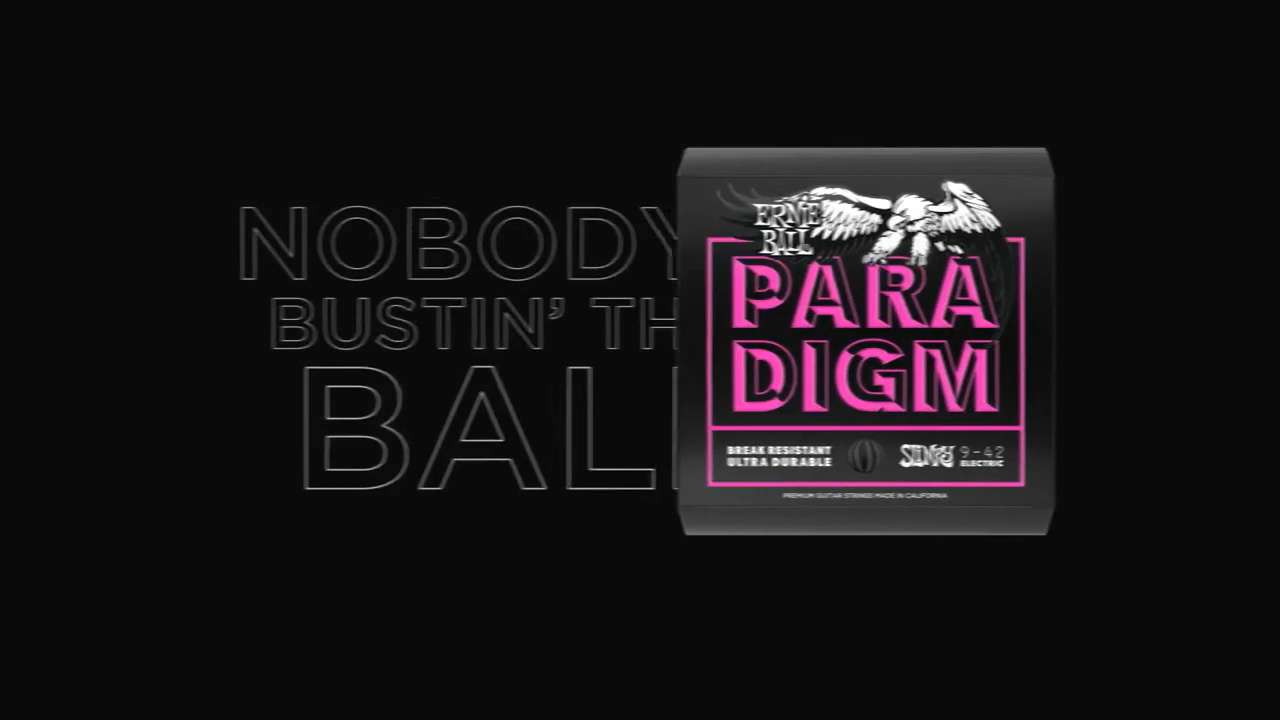 NOBODY
BUSTIN’ TH
BAL
ERNIE
BALL
PARA
DIGM
BREAK RESISTANT
ULTRA DURABLE
SLINKY
9-42
ELECTRIC
PREMIUM GUITAR STRINGS MADE IN CALIFORNIA